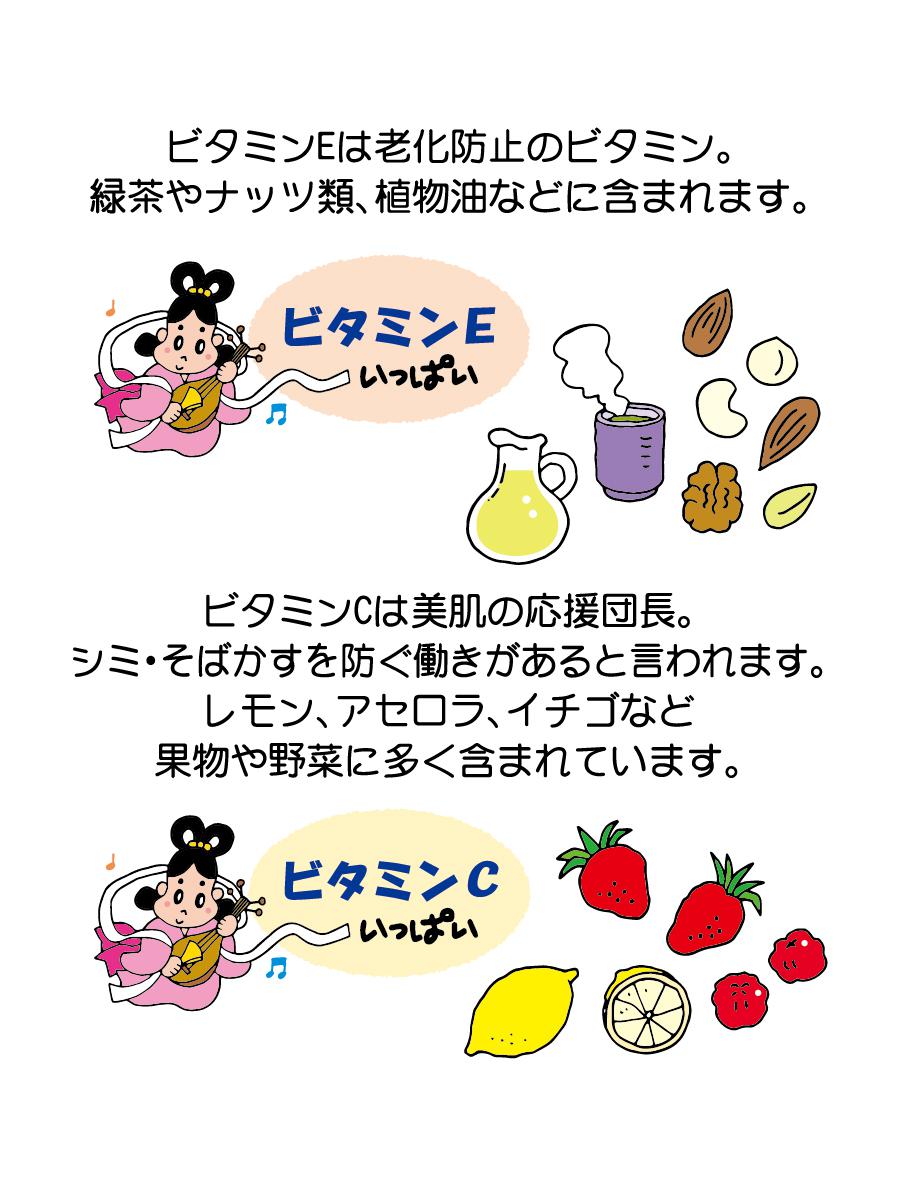 ビタミンEは老化防止のビタミン。
緑茶やナッツ類、植物油などに含まれます。
ビタミンE
いっぱい
ビタミンCは美肌の応援団長。
シミ・そばかすを防ぐ働きがあると言われます。
レモン、アセロラ、イチゴなど
果物や野菜に多く含まれています。
ビタミンC
いっぱい